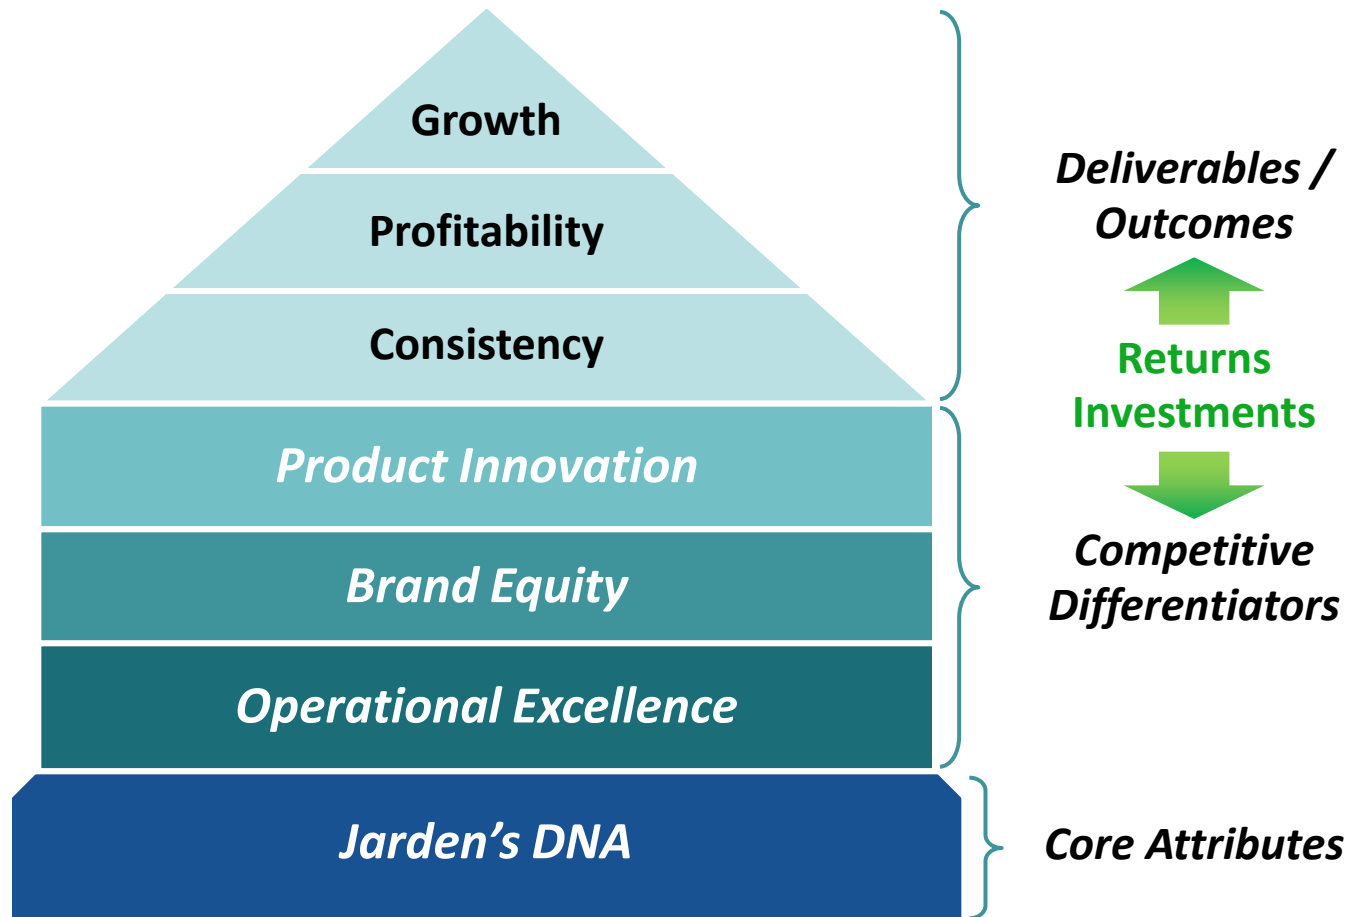 Growth
Profitability
Consistency
Product Innovation
Brand Equity
Operational Excellence
Jarden’s DNA
Deliverables /
Outcomes
Returns
Investments
Competitive
Differentiators
Core Attributes